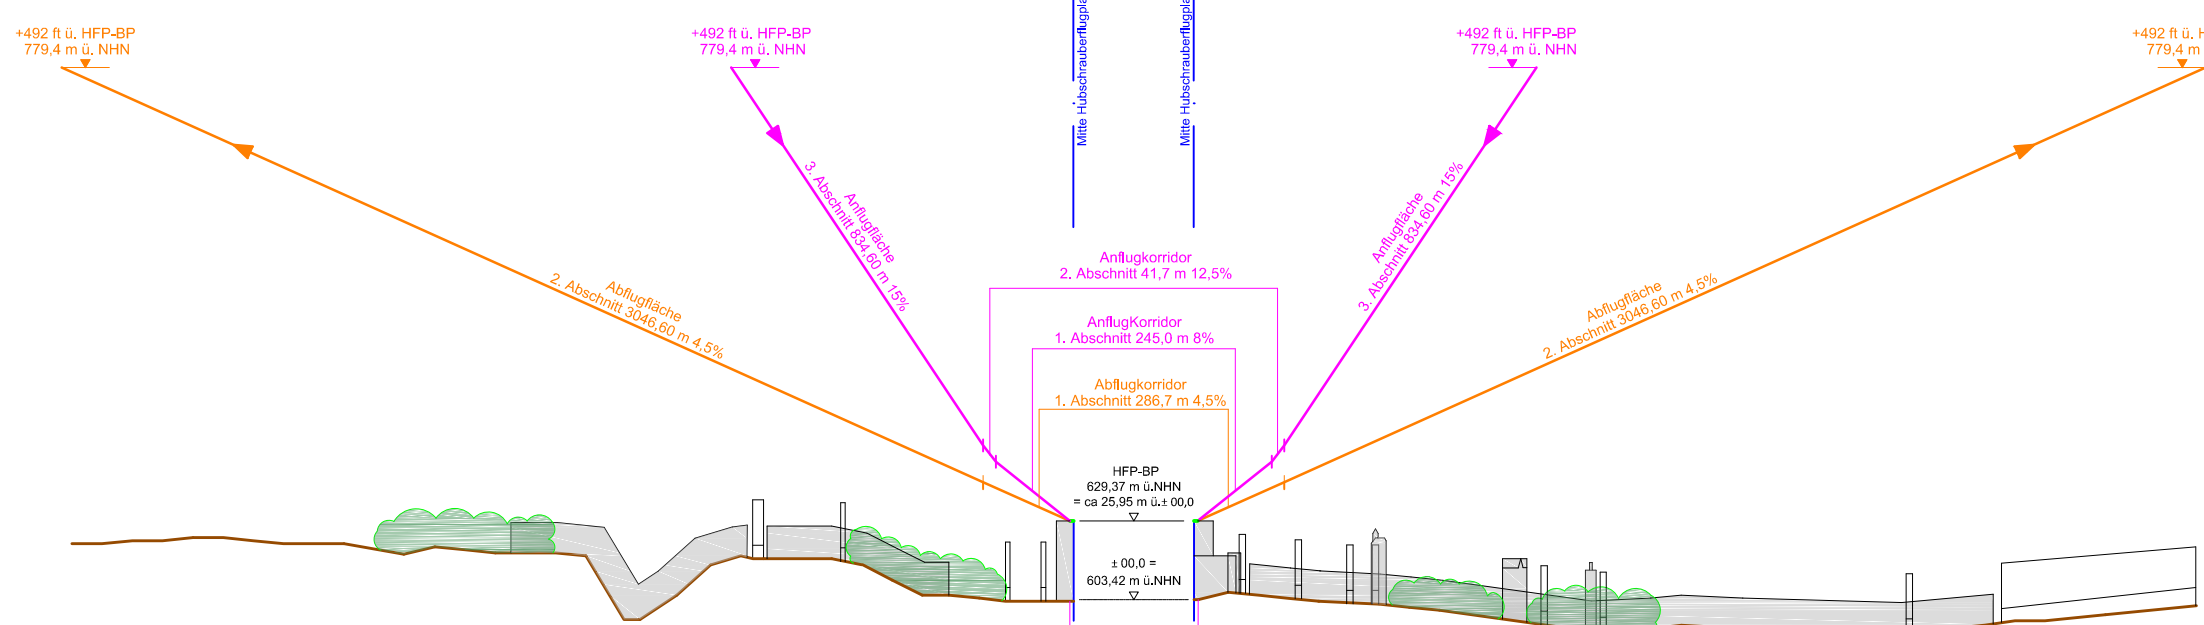 +492 ft ü. HFP-BP
779,4 m ü. NHN
+492 ft ü. HFP-BP
779,4 m ü. NHN
Mitte Hubschrauberflugpla
Mitte Hubschrauberflugpla
+492 ft ü. HFP-BP
779,4 m ü. NHN
+492 ft ü. H
779,4 m
Anflugfläche
3. Abschnitt 834,60 m 15%
Anflugfläche
3. Abschnitt 834,60 m 15%
Abflugfläche
2. Abschnitt 3046,60 m 4,5%
Abflugfläche
2. Abschnitt 3046,60 m 4,5%
Anflugkorridor
2. Abschnitt 41,7 m 12,5%
AnflugKorridor
1. Abschnitt 245,0 m 8%
Abflugkorridor
1. Abschnitt 286,7 m 4,5%
HFP-BP
629,37 m ü.NHN
= ca 25,95 m ü.± 00,0
± 00,0 =
603,42 m ü.NHN